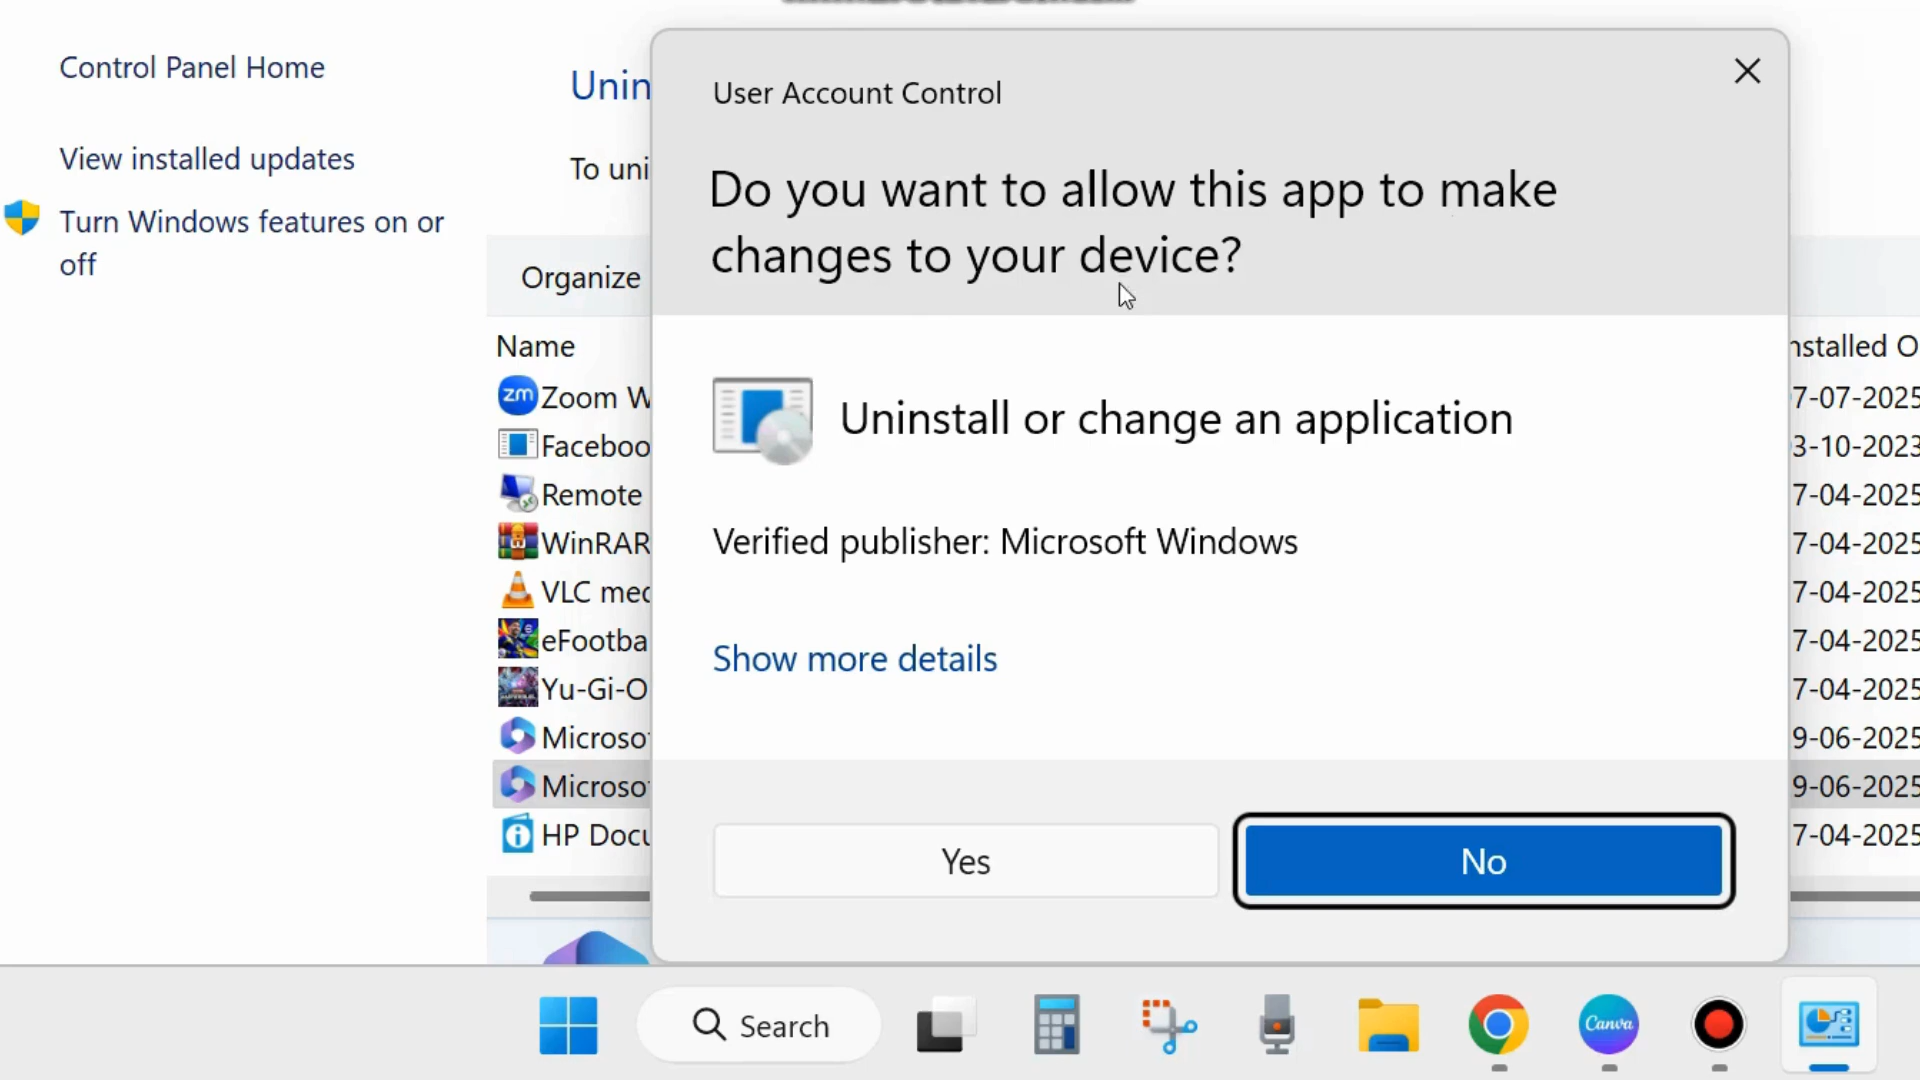 Control Panel Home
View installed updates
Turn Windows features on or
off
Unin
To uni
Organize
Name
nstalled O
Zoom W
7-07-2025
Faceboo
3-10-2023
Remote
7-04-2025
WinRAR
7-04-2025
VLC med
7-04-2025
eFootba
7-04-2025
Yu-Gi-O
7-04-2025
Microso
9-06-2025
Microso
9-06-2025
HP Docu
7-04-2025
User Account Control
Do you want to allow this app to make
changes to your device?
Uninstall or change an application
Verified publisher: Microsoft Windows
Show more details
Yes
No
Search
zm
Canva